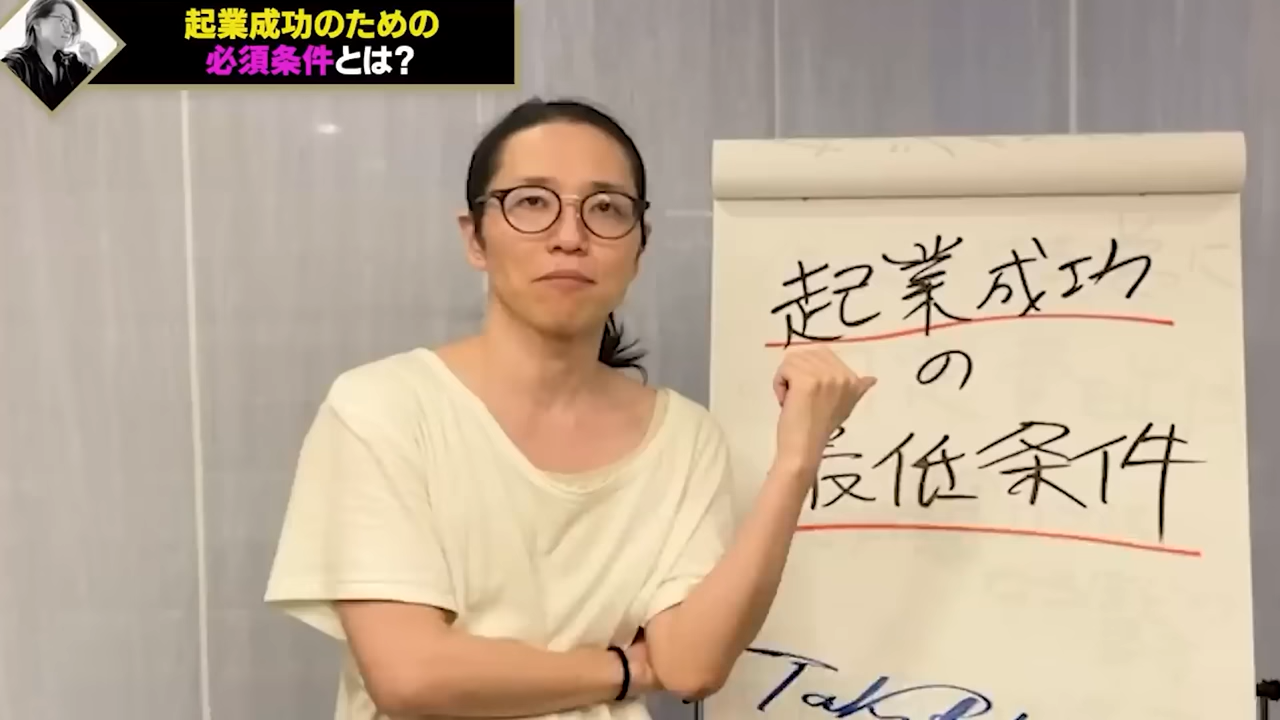 起業成功のための
必須条件とは?
起業成功
の
最低条件